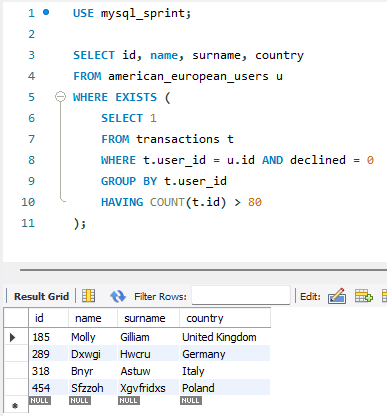 1 USE mysql_sprint;
2
3 SELECT id, name, surname, country
4 FROM american_european_users u
5 WHERE EXISTS (
6 SELECT 1
7 FROM transactions t
8 WHERE t.user_id = u.id AND declined = 0
9 GROUP BY t.user_id
10 HAVING COUNT(t.id) > 80
11 );
Result Grid Filter Rows: Edit:
id name surname country
185 Molly Gilliam United Kingdom
289 Dxwgi Hwcru Germany
318 Bnyr Astuw Italy
454 Sfzzoh Xgvfridxs Poland
NULL NULL NULL NULL